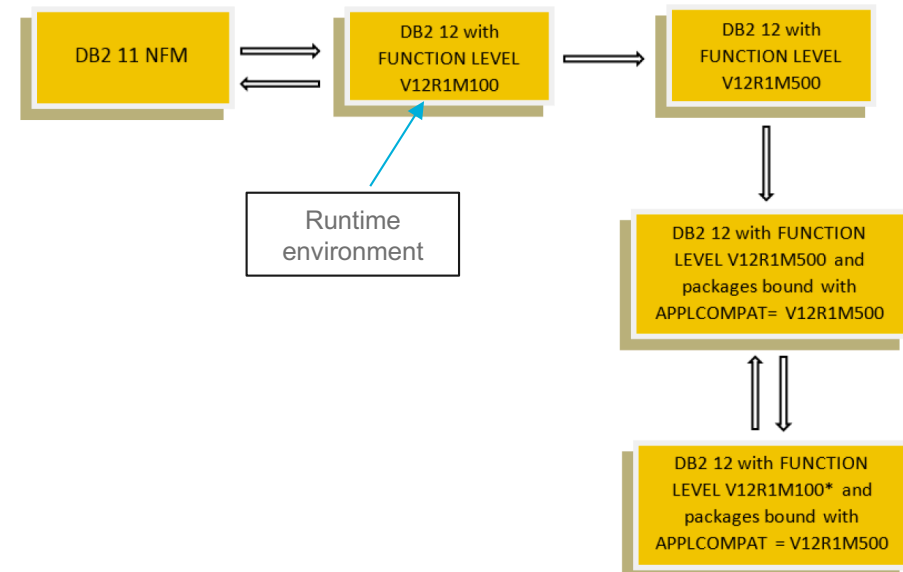 DB2 11 NFM
DB2 12 with
FUNCTION LEVEL
V12R1M100
DB2 12 with
FUNCTION LEVEL
V12R1M500
Runtime
environment
DB2 12 with FUNCTION
LEVEL V12R1M500 and
packages bound with
APPLCOMPAT= V12R1M500
DB2 12 with FUNCTION
LEVEL V12R1M100* and
packages bound with
APPLCOMPAT = V12R1M500